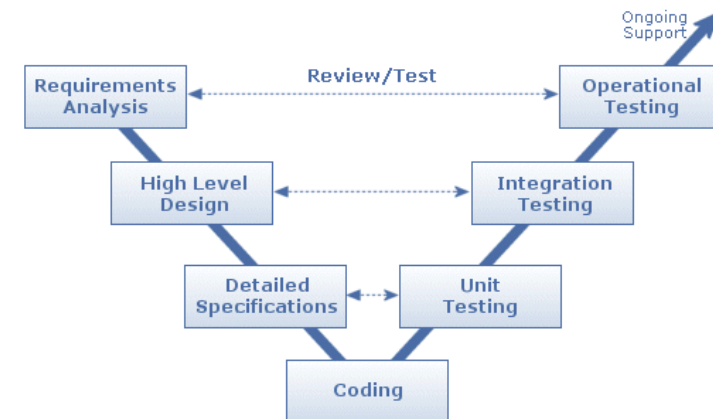 Ongoing
Support
Review/Test
Requirements
Analysis
Operational
Testing
High Level
Design
Integration
Testing
Detailed
Specifications
Unit
Testing
Coding